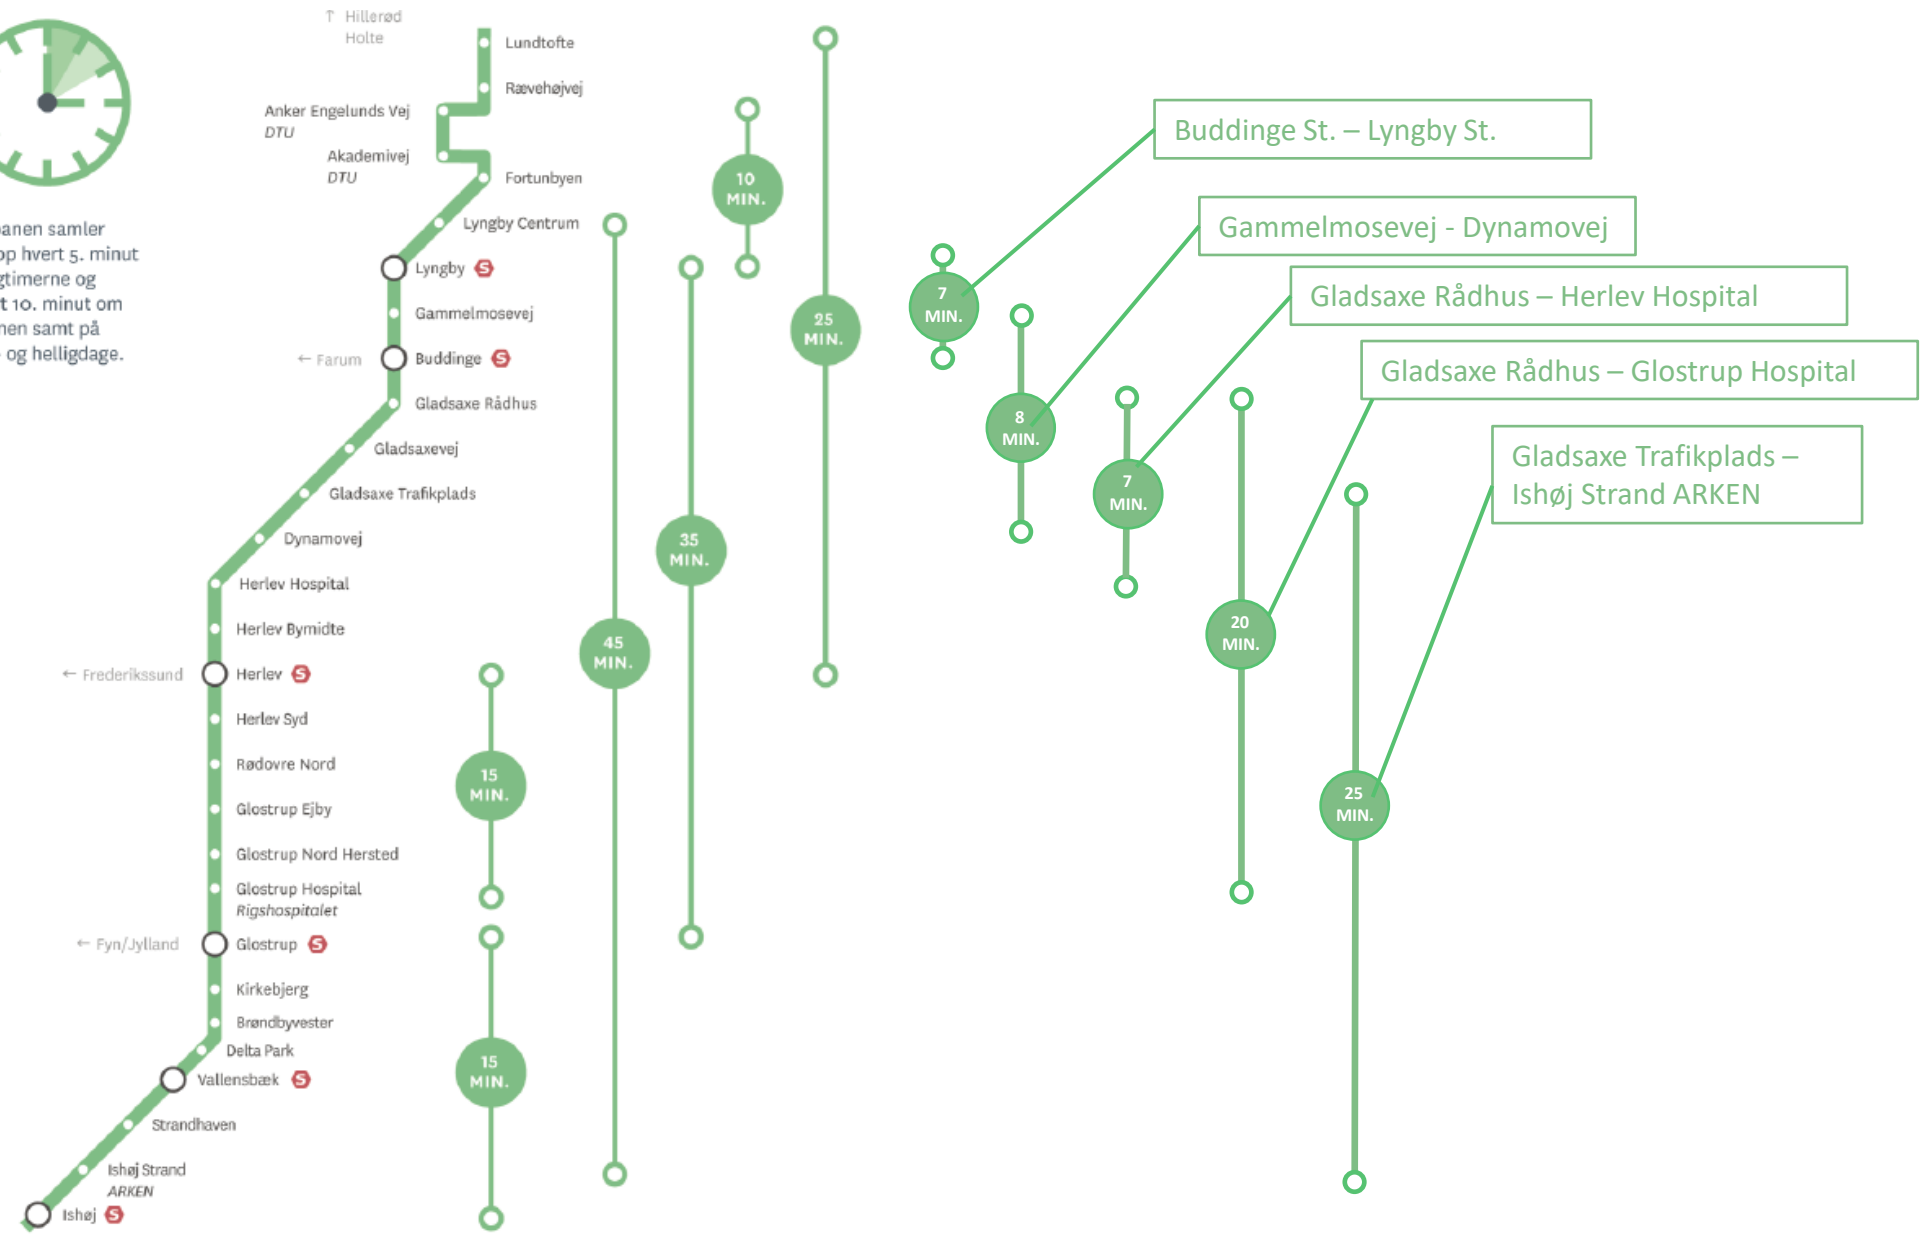 ↑ Hillerød
Holte
Lundtofte
Rævehøjvej
Anker Engelunds Vej
DTU
Akademivej
DTU
Fortunbyen
Lyngby Centrum
Lyngby S
Gammelmosevej
← Farum
Buddinge S
Gladsaxe Rådhus
Gladsaxevej
Gladsaxe Trafikplads
Dynamovej
Herlev Hospital
Herlev Bymidte
← Frederikssund
Herlev S
Herlev Syd
Rødovre Nord
Glostrup Ejby
Glostrup Nord Hersted
Glostrup Hospital
Rigshospitalet
← Fyn/Jylland
Glostrup S
Kirkebjerg
Brøndbyvester
Delta Park
Vallensbæk S
Strandhaven
Ishøj Strand
ARKEN
Ishøj S
anen samler
op hvert 5. minut
gtimerne og
t 10. minut om
nen samt på
og helligdage.
15
MIN.
15
MIN.
45
MIN.
35
MIN.
10
MIN.
25
MIN.
7
MIN.
8
MIN.
7
MIN.
20
MIN.
25
MIN.
Buddinge St. – Lyngby St.
Gammelmosevej - Dynamovej
Gladsaxe Rådhus – Herlev Hospital
Gladsaxe Rådhus – Glostrup Hospital
Gladsaxe Trafikplads –
Ishøj Strand ARKEN